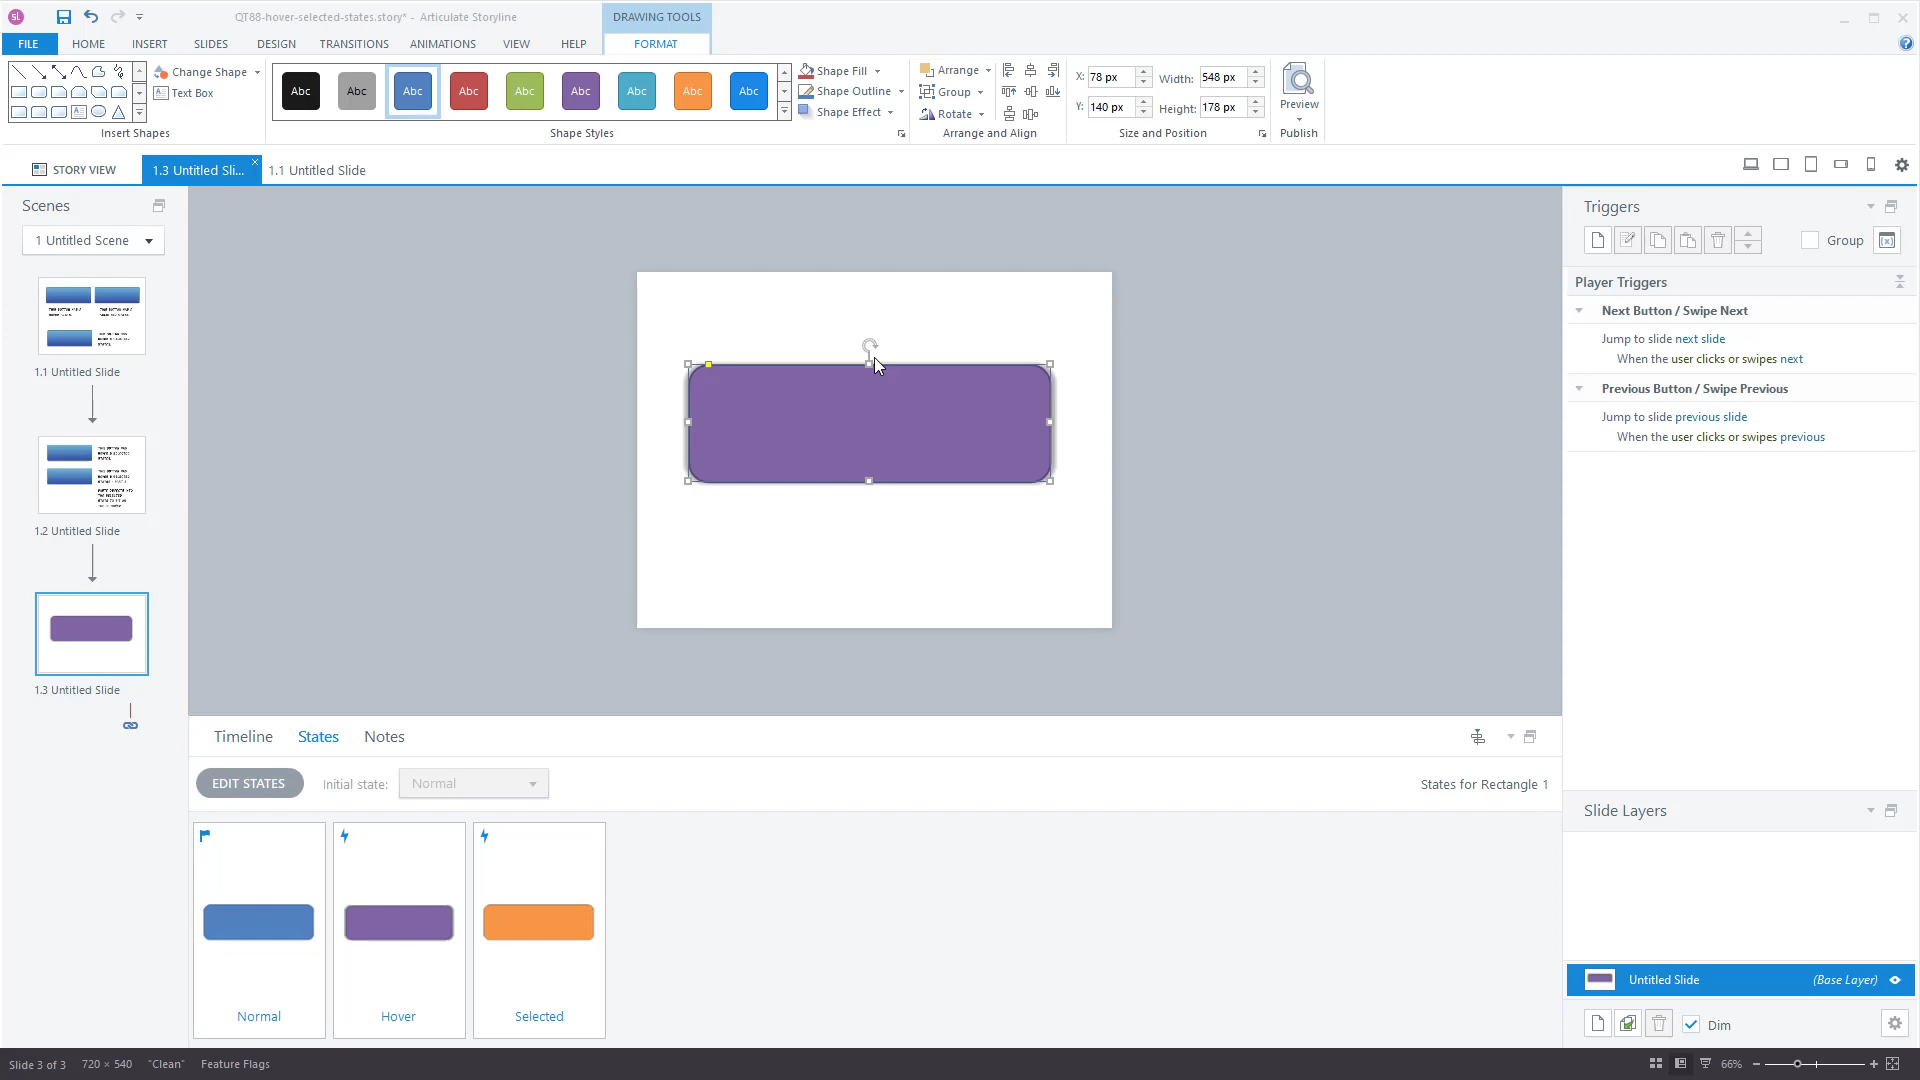 sl
QT88-hover-selected-states.story* - Articulate Storyline
DRAWING TOOLS
FILE
HOME
INSERT
SLIDES
DESIGN
TRANSITIONS
ANIMATIONS
VIEW
HELP
FORMAT
Change Shape
Text Box
Insert Shapes
Abc
Abc
Abc
Abc
Abc
Abc
Abc
Abc
Abc
Shape Styles
Shape Fill
Shape Outline
Shape Effect
Arrange
Group
Rotate
Arrange and Align
X: 78 px
Y: 140 px
Width: 548 px
Height: 178 px
Size and Position
Preview
Publish
STORY VIEW
1.3 Untitled Sli...
1.1 Untitled Slide
Scenes
1 Untitled Scene
1.1 Untitled Slide
1.2 Untitled Slide
1.3 Untitled Slide
Triggers
Group
Player Triggers
Next Button / Swipe Next
Jump to slide next slide
When the user clicks or swipes next
Previous Button / Swipe Previous
Jump to slide previous slide
When the user clicks or swipes previous
Timeline
States
Notes
EDIT STATES
Initial state:
Normal
States for Rectangle 1
Normal
Hover
Selected
Slide Layers
Untitled Slide
(Base Layer)
Dim
Slide 3 of 3
720 × 540
"Clean"
Feature Flags
66%